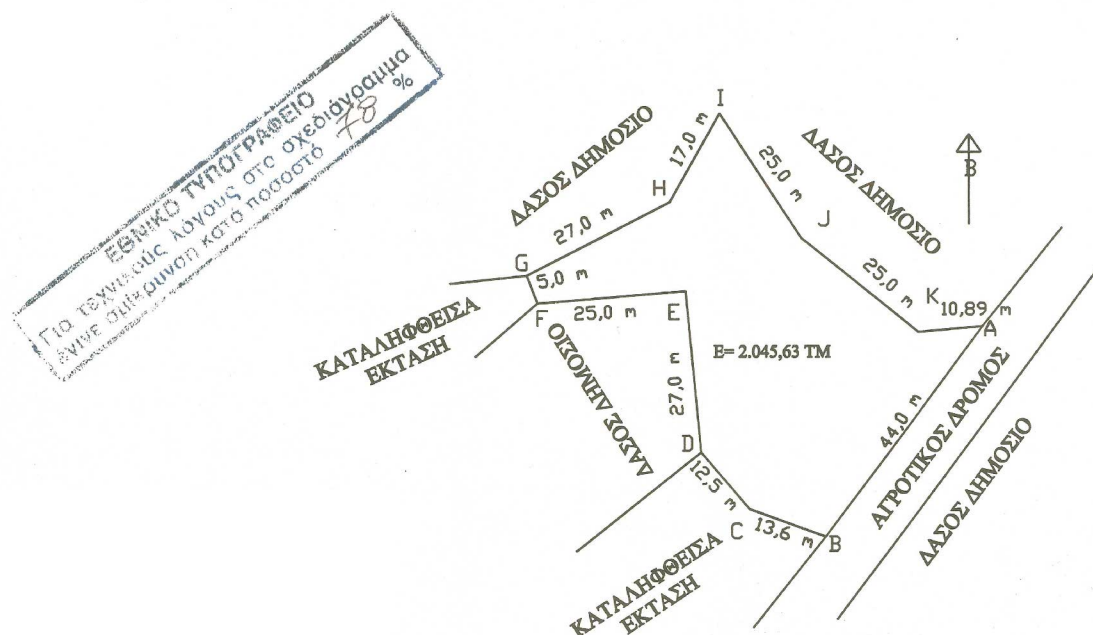 ΕΘΝΙΚΟ ΤΥΠΟΓΡΑΦΕΙΟ
Για τεχνικούς λόγους στο σχεδιάγραμμα
έγινε σμίκρυνση κατά ποσοστό 78 %
I
ΔΑΣΟΣ ΔΗΜΟΣΙΟ
17,0 m
25,0 m
ΔΑΣΟΣ ΔΗΜΟΣΙΟ
B
H
J
27,0 m
G
5,0 m
25,0 m
K
10,89 m
A
F
25,0 m
E
ΚΑΤΑΛΗΦΘΕΙΣΑ
ΕΚΤΑΣΗ
ΔΑΣΟΣ ΔΗΜΟΣΙΟ
27,0 m
E= 2.045,63 ΤΜ
44,0 m
ΑΓΡΟΤΙΚΟΣ ΔΡΟΜΟΣ
ΔΑΣΟΣ ΔΗΜΟΣΙΟ
D
12,5 m
C
13,6 m
B
ΚΑΤΑΛΗΦΘΕΙΣΑ
ΕΚΤΑΣΗ